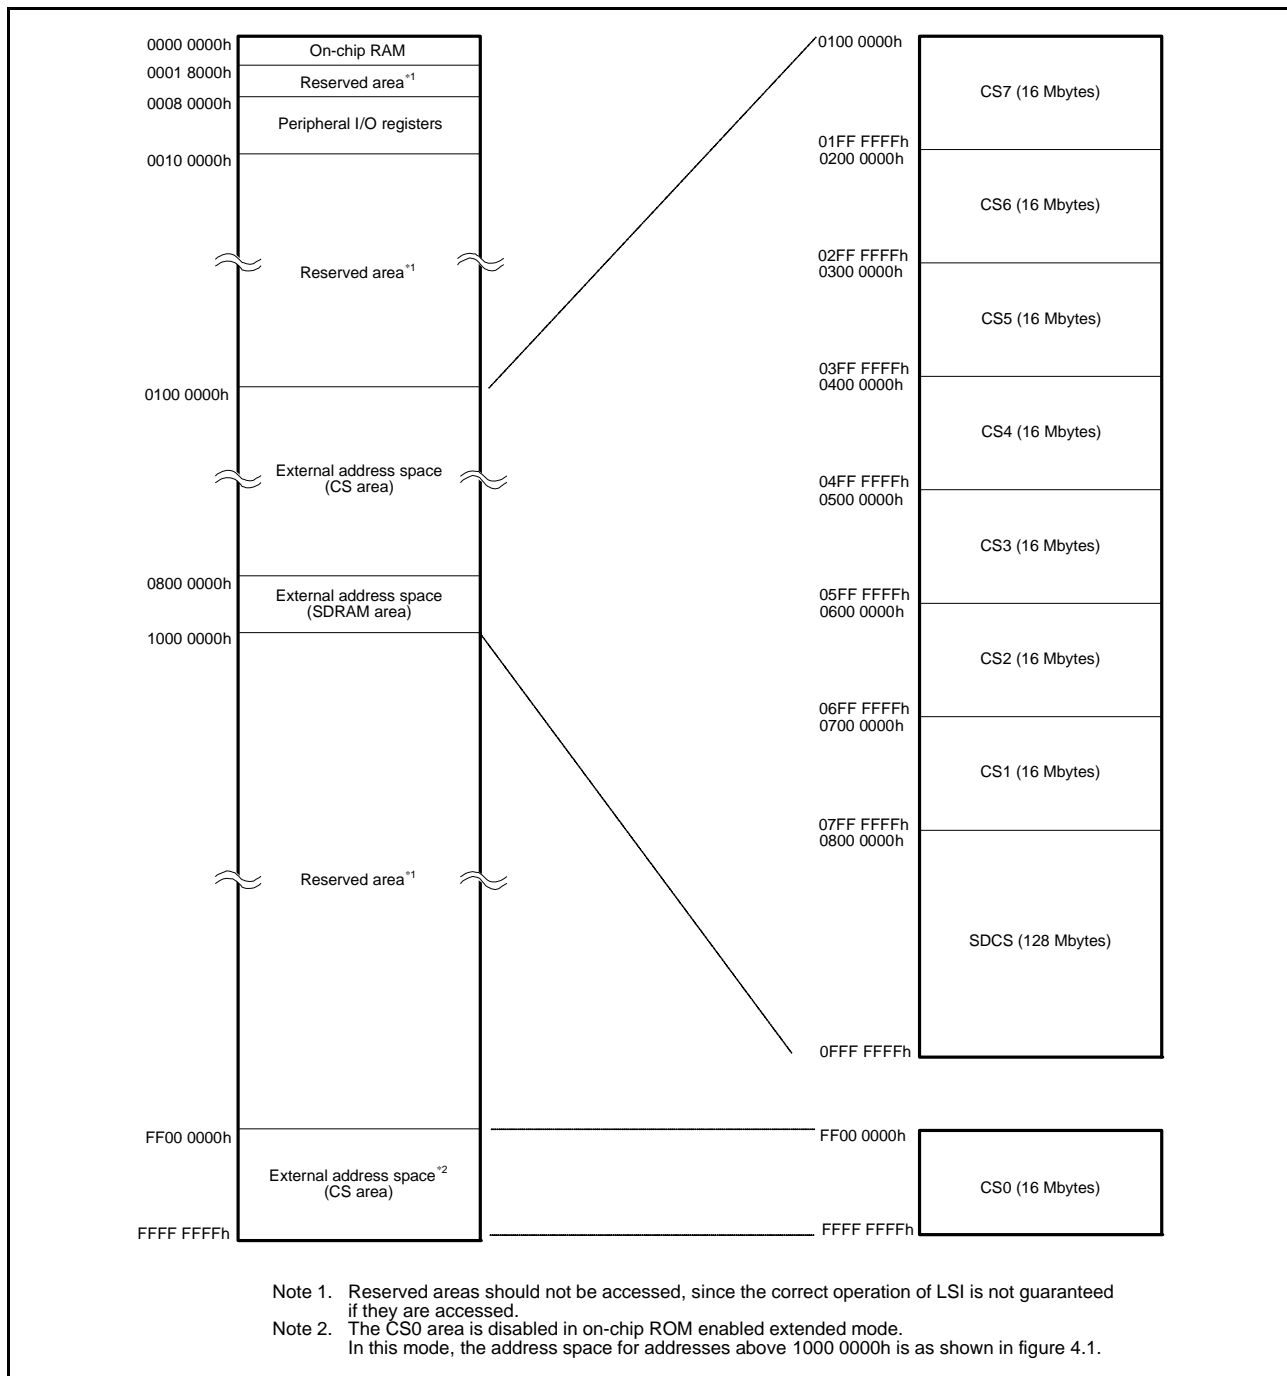 0000 0000h
On-chip RAM
0001 8000h
Reserved area*1
0008 0000h
Peripheral I/O registers
0010 0000h
Reserved area*1
0100 0000h
External address space
(CS area)
0800 0000h
External address space
(SDRAM area)
1000 0000h
Reserved area*1
FF00 0000h
External address space*2
(CS area)
FFFF FFFFh
0100 0000h
CS7 (16 Mbytes)
01FF FFFFh
0200 0000h
CS6 (16 Mbytes)
02FF FFFFh
0300 0000h
CS5 (16 Mbytes)
03FF FFFFh
0400 0000h
CS4 (16 Mbytes)
04FF FFFFh
0500 0000h
CS3 (16 Mbytes)
05FF FFFFh
0600 0000h
CS2 (16 Mbytes)
06FF FFFFh
0700 0000h
CS1 (16 Mbytes)
07FF FFFFh
0800 0000h
SDCS (128 Mbytes)
0FFF FFFFh
FF00 0000h
CS0 (16 Mbytes)
FFFF FFFFh
Note 1. Reserved areas should not be accessed, since the correct operation of LSI is not guaranteed
if they are accessed.
Note 2. The CS0 area is disabled in on-chip ROM enabled extended mode.
In this mode, the address space for addresses above 1000 0000h is as shown in figure 4.1.